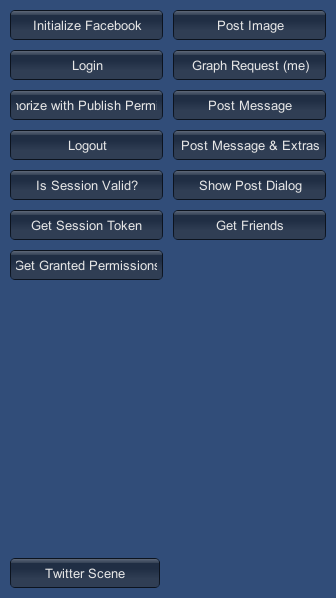 Initialize Facebook
Login
horize with Publish Permi
Logout
Is Session Valid?
Get Session Token
Get Granted Permissions
Post Image
Graph Request (me)
Post Message
Post Message & Extras
Show Post Dialog
Get Friends
Twitter Scene